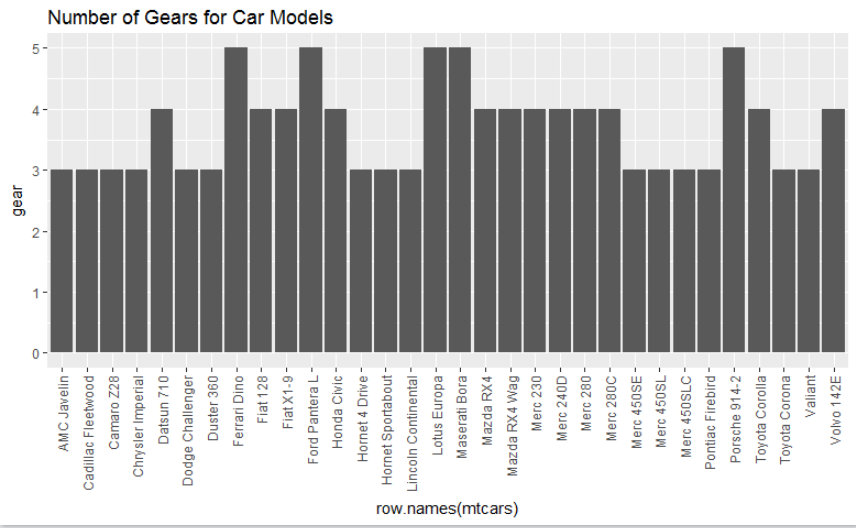 Number of Gears for Car Models
gear
5
4
3
2
1
0
AMC Javelin
Cadillac Fleetwood
Camaro Z28
Chrysler Imperial
Datsun 710
Dodge Challenger
Duster 360
Ferrari Dino
Fiat 128
Fiat X1-9
Ford Pantera L
Honda Civic
Hornet 4 Drive
Hornet Sportabout
Lincoln Continental
Lotus Europa
Maserati Bora
Mazda RX4
Mazda RX4 Wag
Merc 230
Merc 240D
Merc 280
Merc 280C
Merc 450SE
Merc 450SL
Merc 450SLC
Pontiac Firebird
Porsche 914-2
Toyota Corolla
Toyota Corona
Valiant
Volvo 142E
row.names(mtcars)